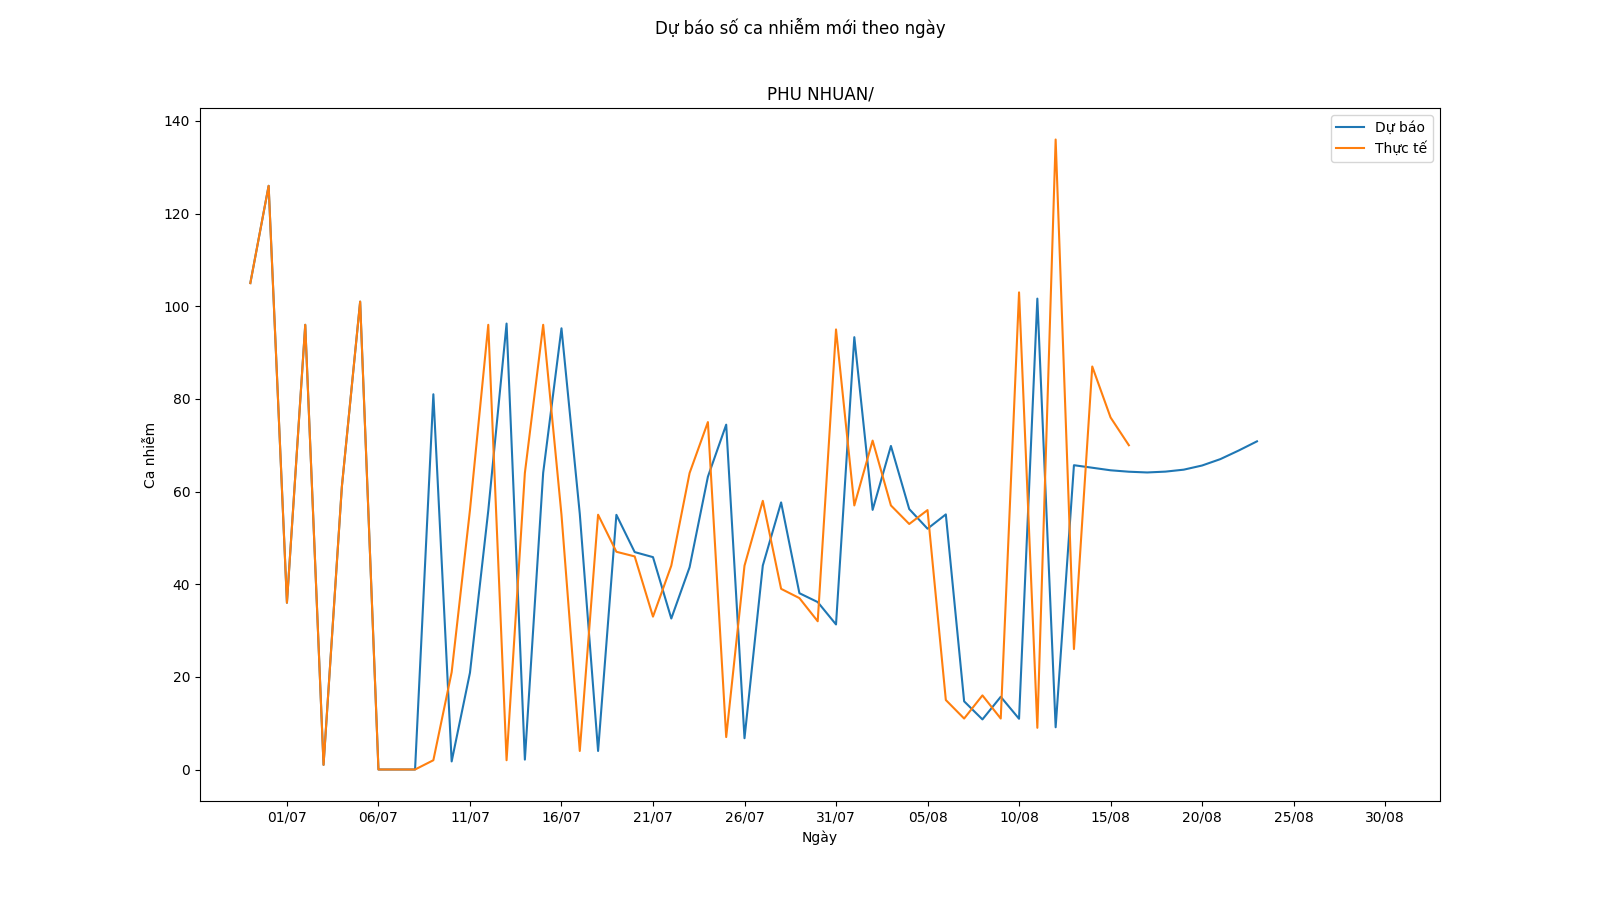 Dự báo số ca nhiễm mới theo ngày
PHU NHUAN/
140
120
100
80
60
40
20
0
Ca nhiễm
Dự báo
Thực tế
01/07 06/07 11/07 16/07 21/07 26/07 31/07 05/08 10/08 15/08 20/08 25/08 30/08
Ngày